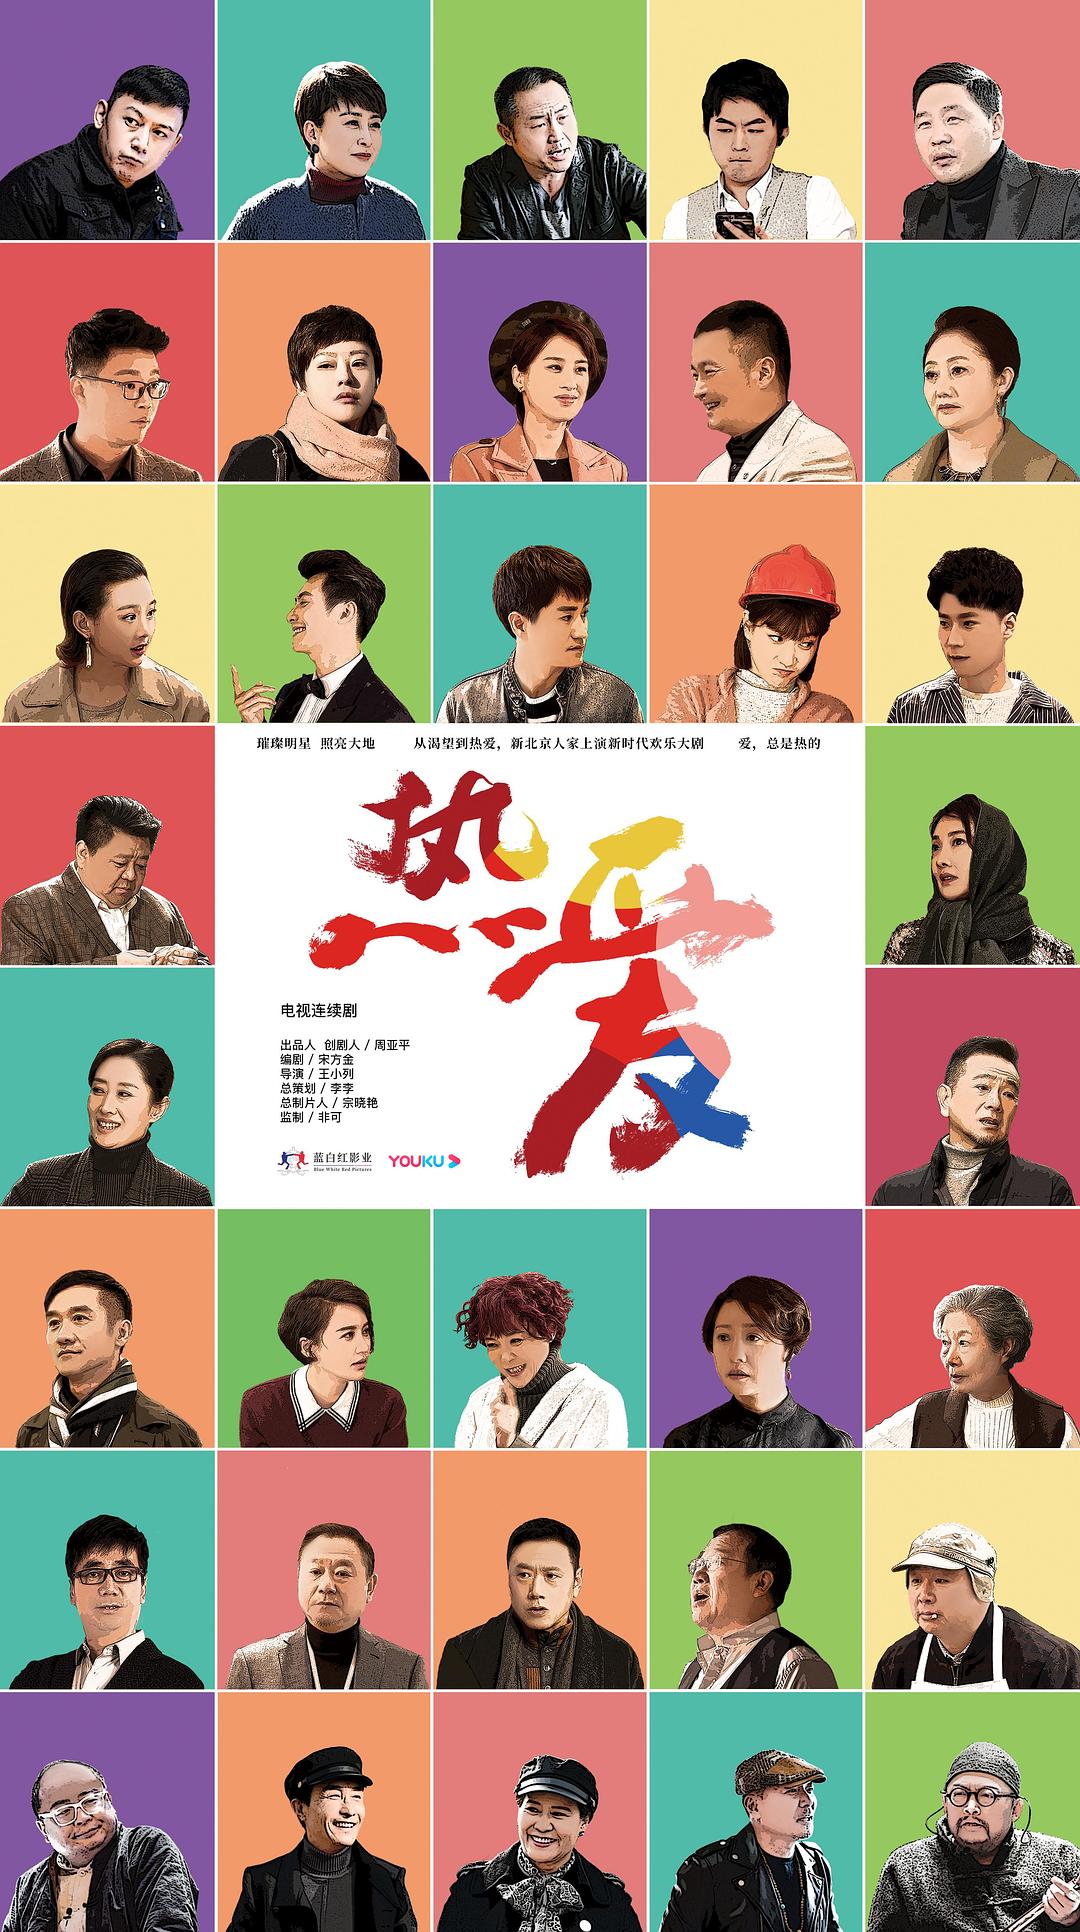 璀璨明星 照亮大地 从渴望到热爱，新北京人家上演新时代欢乐大剧 爱，总是热的
热爱
电视连续剧
出品人 创剧人 / 周亚平
编剧 / 宋方金
导演 / 王小列
总策划 / 李李
总制片人 / 宗晓艳
监制 / 非可
蓝白红影业
Blue White Red Pictures
YOUKU